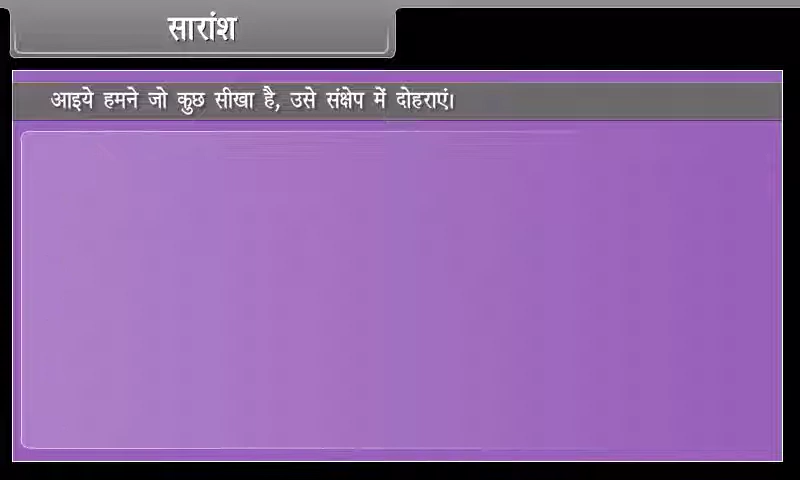 सारांश
आइये हमने जो कुछ सीखा है, उसे संक्षेप में दोहराएं।